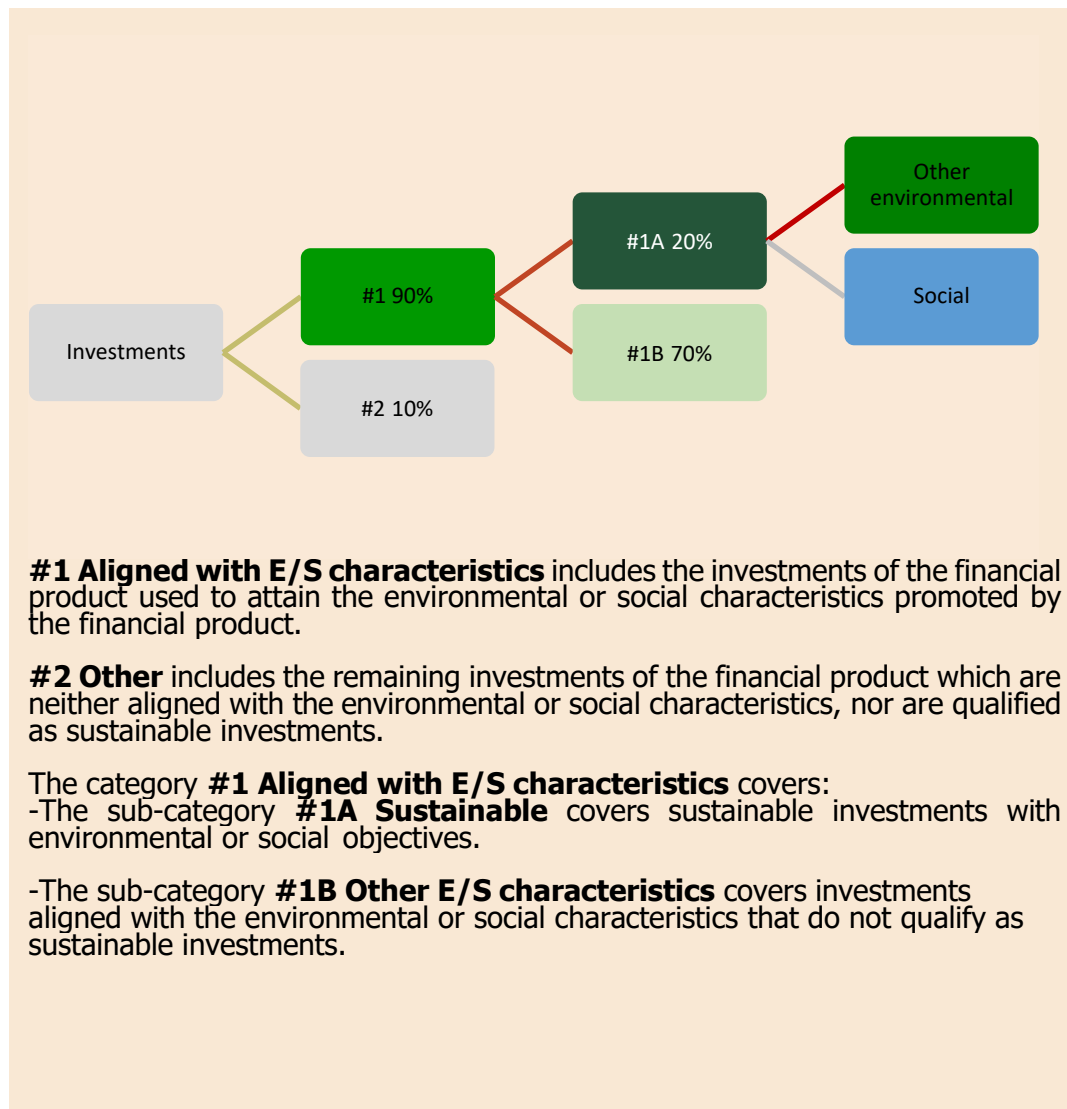 Other
environmental
#1A 20%
#1 90%
Social
Investments
#1B 70%
#2 10%
#1 Aligned with E/S characteristics includes the investments of the financial
product used to attain the environmental or social characteristics promoted by
the financial product.
#2 Other includes the remaining investments of the financial product which are
neither aligned with the environmental or social characteristics, nor are qualified
as sustainable investments.
The category #1 Aligned with E/S characteristics covers:
-The sub-category #1A Sustainable covers sustainable investments with
environmental or social objectives.
-The sub-category #1B Other E/S characteristics covers investments
aligned with the environmental or social characteristics that do not qualify as
sustainable investments.